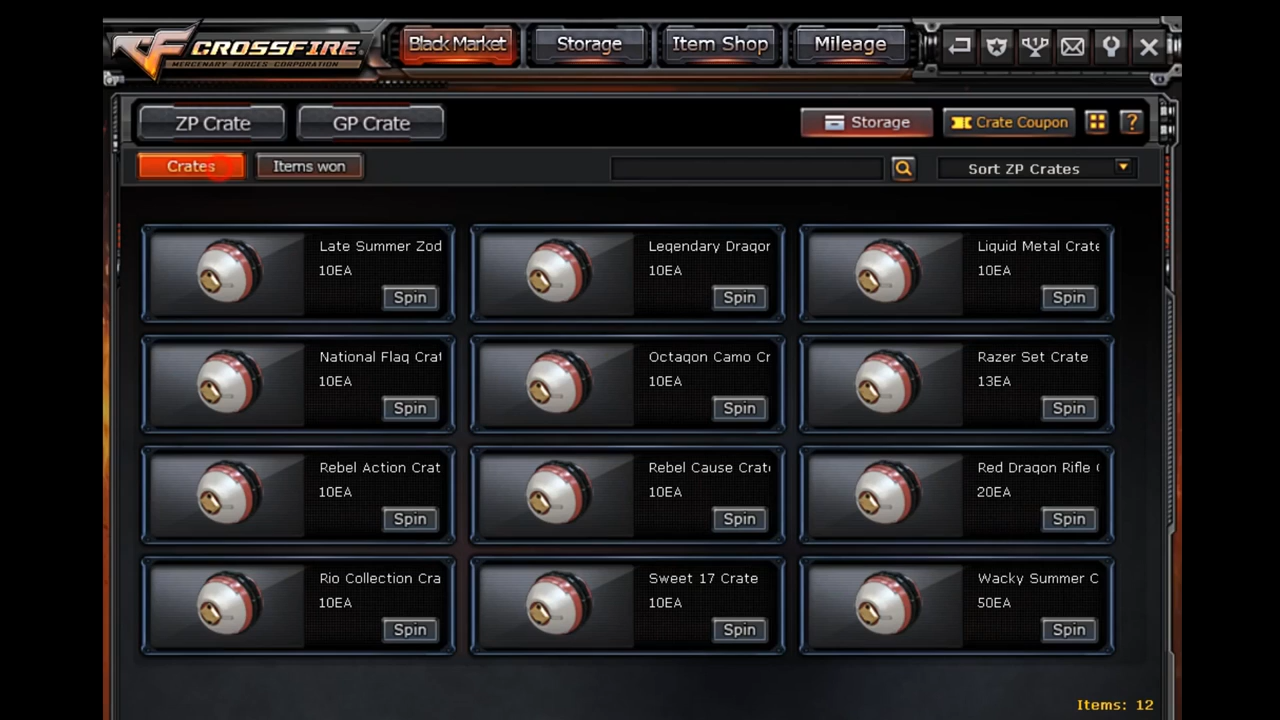 CROSSFIRE
MERCENARY FORCES CORPORATION
Black Market
Storage
Item Shop
Mileage
ZP Crate
GP Crate
Storage
Crate Coupon
?
Crates
Items won
Sort ZP Crates
Late Summer Zod
10EA
Spin
Legendary Dragon
10EA
Spin
Liquid Metal Crate
10EA
Spin
National Flag Crat
10EA
Spin
Octagon Camo Cr
10EA
Spin
Razer Set Crate
13EA
Spin
Rebel Action Crat
10EA
Spin
Rebel Cause Crate
10EA
Spin
Red Dragon Rifle C
20EA
Spin
Rio Collection Cra
10EA
Spin
Sweet 17 Crate
10EA
Spin
Wacky Summer C
50EA
Spin
Items: 12